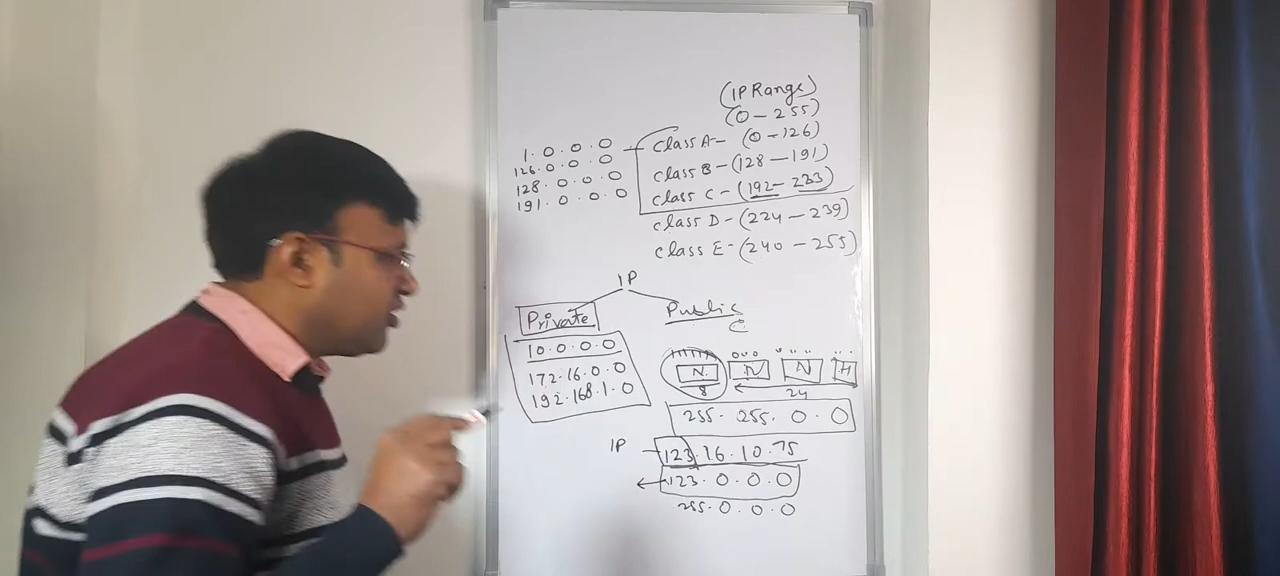 (IP Range)
(0-255)
1.0.0.0
126.0.0.0
128.0.0.0
191.0.0.0
Class A- (0-126)
Class B-(128-191)
Class C-(192-233)
Class D-(224-239)
Class E-(240-255)
IP
Private
Public
10.0.0.0
172.16.0.0
192.168.1.0
N N N H
8 24
255.255.0.0
IP 123.16.10.75
123.0.0.0
255.0.0.0